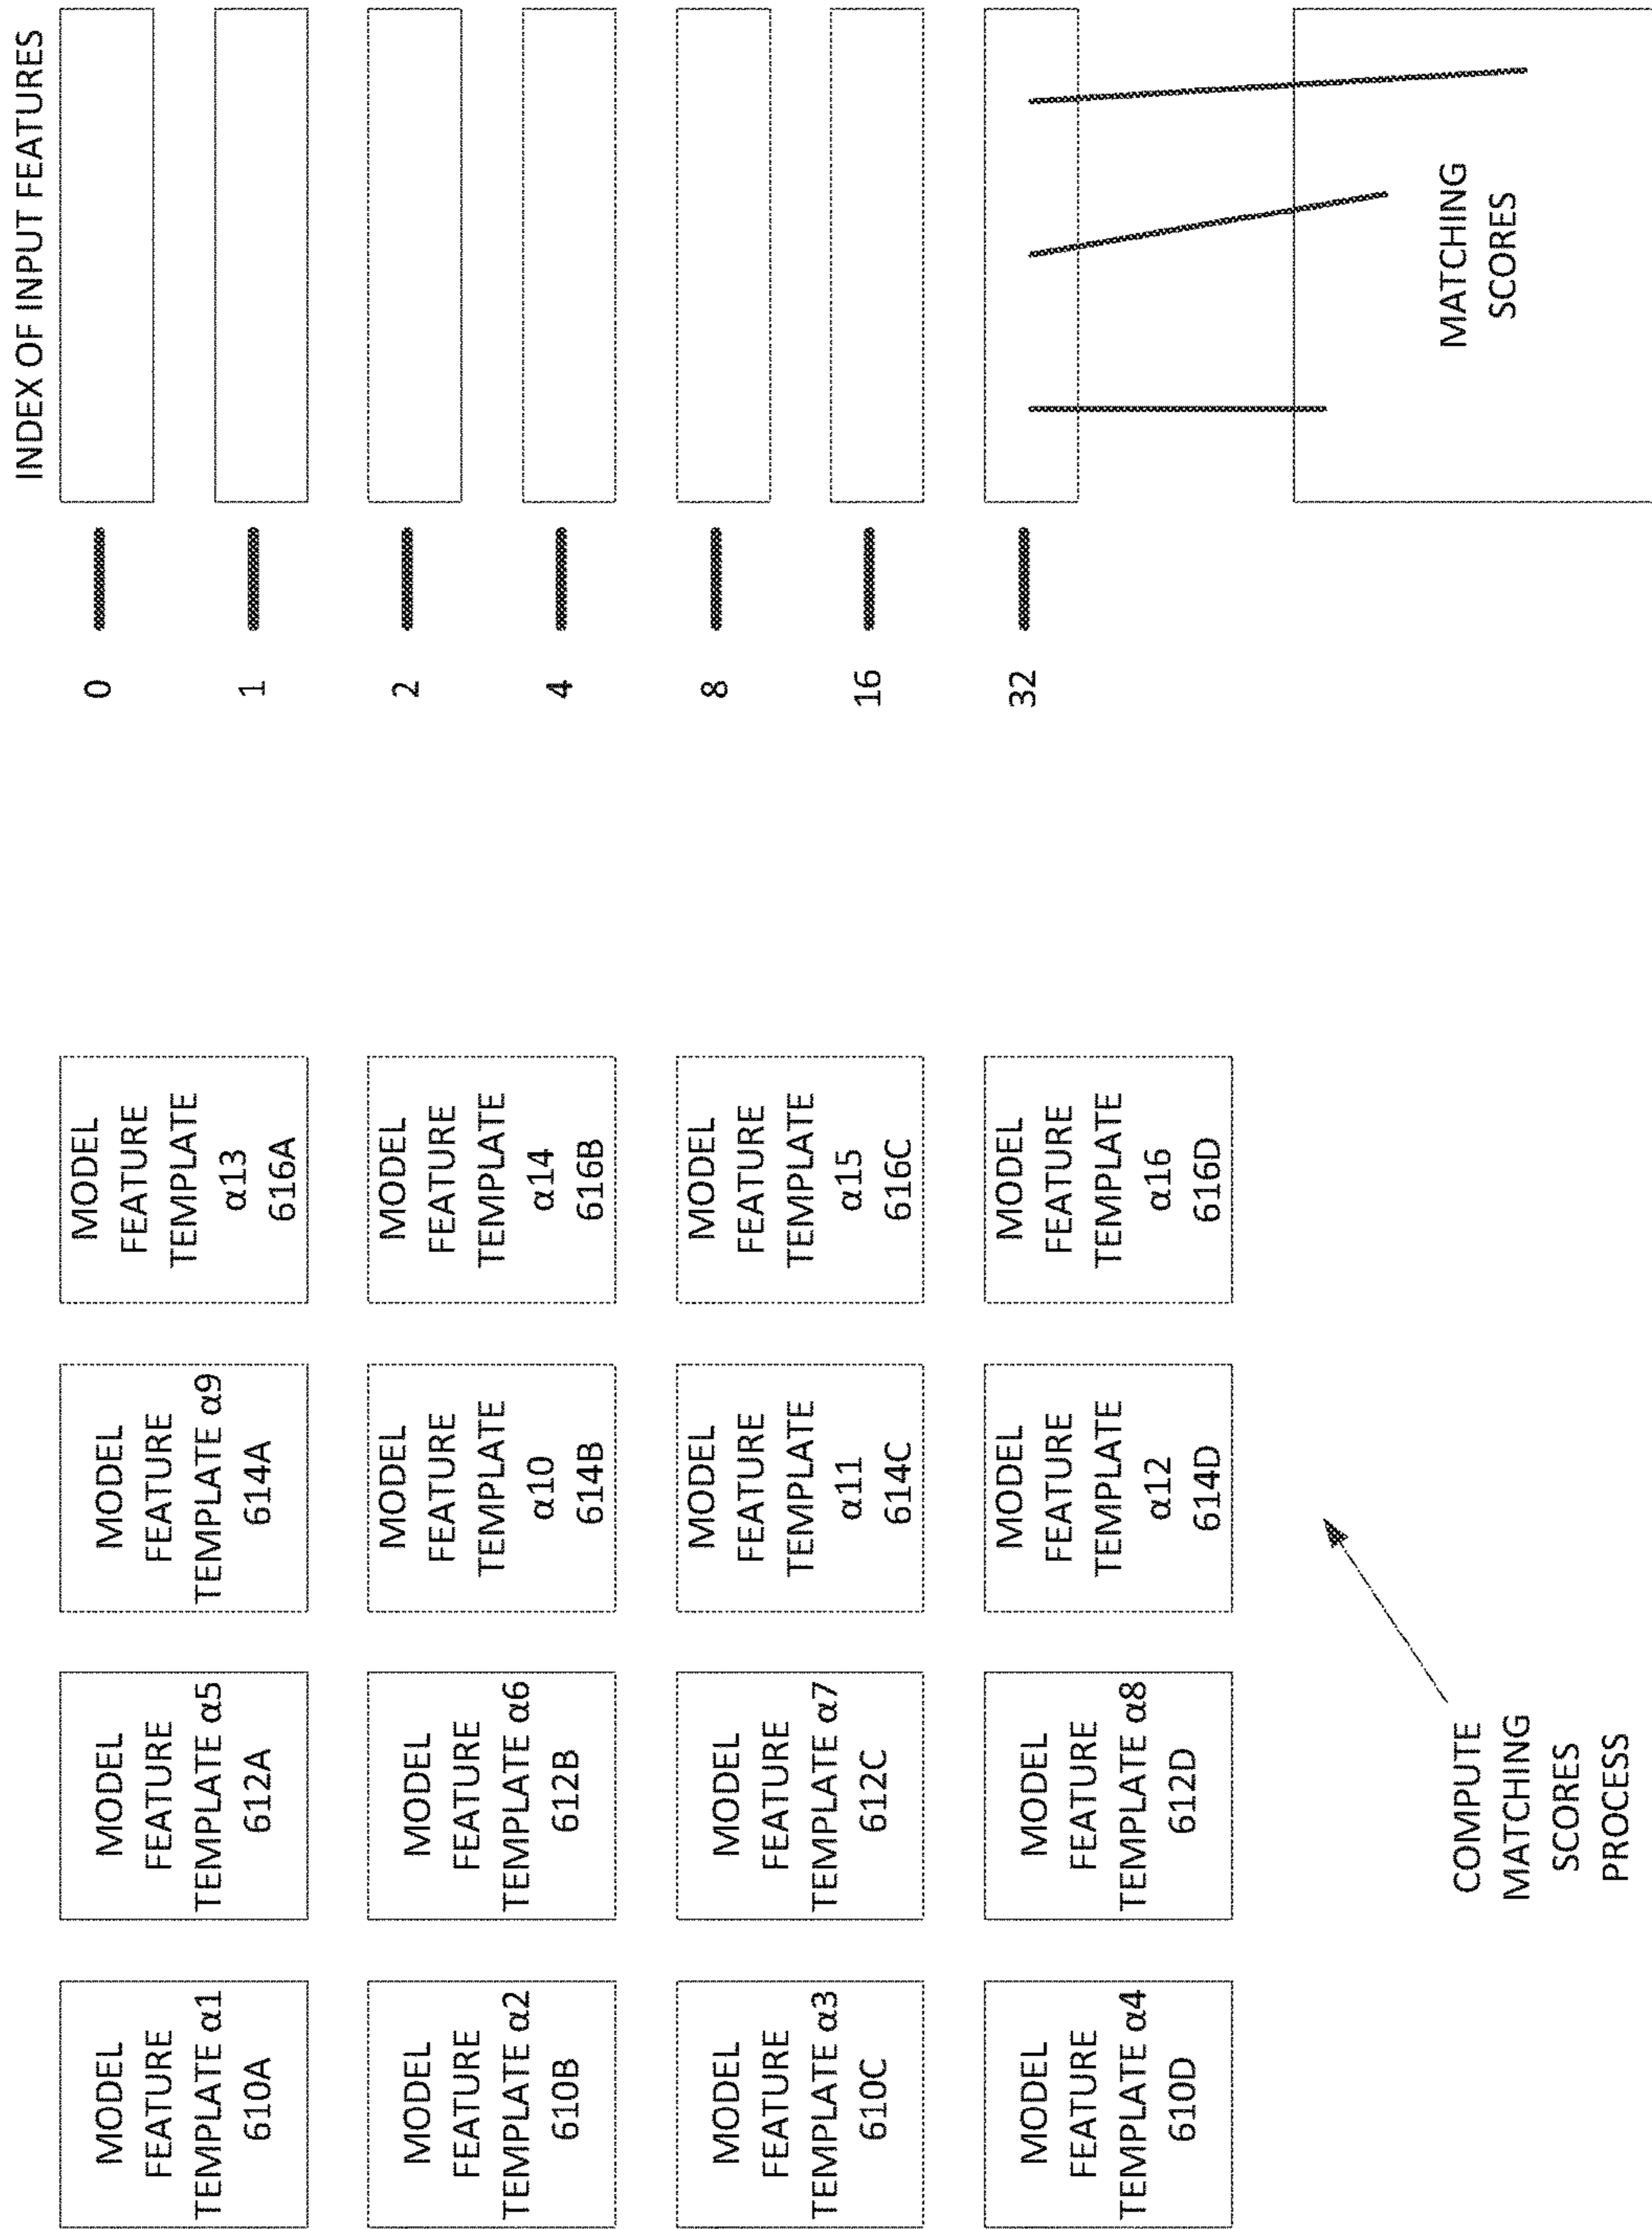 MODEL
FEATURE
TEMPLATE α1
610A
MODEL
FEATURE
TEMPLATE α5
612A
MODEL
FEATURE
TEMPLATE α9
614A
MODEL
FEATURE
TEMPLATE
α13
616A
MODEL
FEATURE
TEMPLATE α2
610B
MODEL
FEATURE
TEMPLATE α6
612B
MODEL
FEATURE
TEMPLATE
α10
614B
MODEL
FEATURE
TEMPLATE
α14
616B
MODEL
FEATURE
TEMPLATE α3
610C
MODEL
FEATURE
TEMPLATE α7
612C
MODEL
FEATURE
TEMPLATE
α11
614C
MODEL
FEATURE
TEMPLATE
α15
616C
MODEL
FEATURE
TEMPLATE α4
610D
MODEL
FEATURE
TEMPLATE α8
612D
MODEL
FEATURE
TEMPLATE
α12
614D
MODEL
FEATURE
TEMPLATE
α16
616D
COMPUTE
MATCHING
SCORES
PROCESS
INDEX OF INPUT FEATURES
0
1
2
4
8
16
32
MATCHING
SCORES